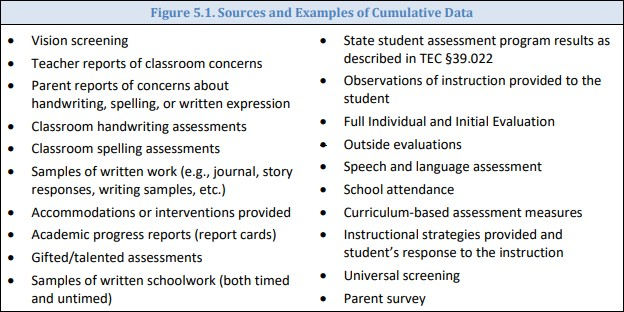 Figure 5.1. Sources and Examples of Cumulative Data
• Vision screening
• Teacher reports of classroom concerns
• Parent reports of concerns about
handwriting, spelling, or written expression
• Classroom handwriting assessments
• Classroom spelling assessments
• Samples of written work (e.g., journal, story
responses, writing samples, etc.)
• Accommodations or interventions provided
• Academic progress reports (report cards)
• Gifted/talented assessments
• Samples of written schoolwork (both timed
and untimed)
• State student assessment program results as
described in TEC §39.022
• Observations of instruction provided to the
student
• Full Individual and Initial Evaluation
• Outside evaluations
• Speech and language assessment
• School attendance
• Curriculum-based assessment measures
• Instructional strategies provided and
student’s response to the instruction
• Universal screening
• Parent survey